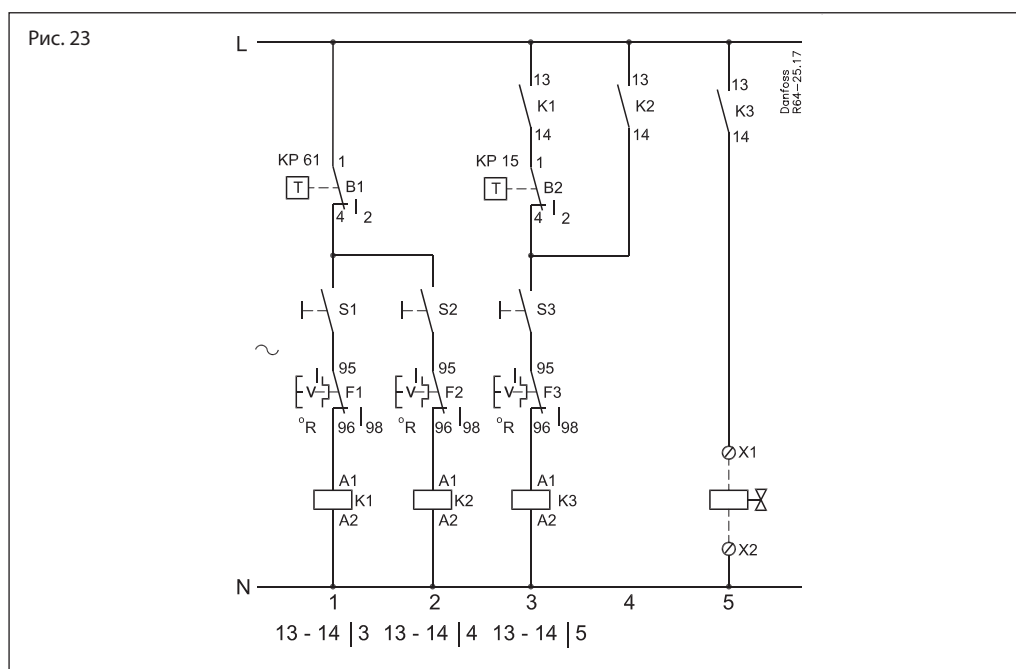 Рис. 23
L
Danfoss
R64-25.17
13 13 13
K1 K2 K3
14 14 14
KP 61 1 KP 15 1
T B1 T B2
4 2 4 2
S1 S2 S3
95 95 95
V F1 V F2 V F3
°R 96 98 °R 96 98 °R 96 98
X1
A1 A1 A1
K1 K2 K3
A2 A2 A2
X2
N
1 2 3 4 5
13 - 14 | 3 13 - 14 | 4 13 - 14 | 5